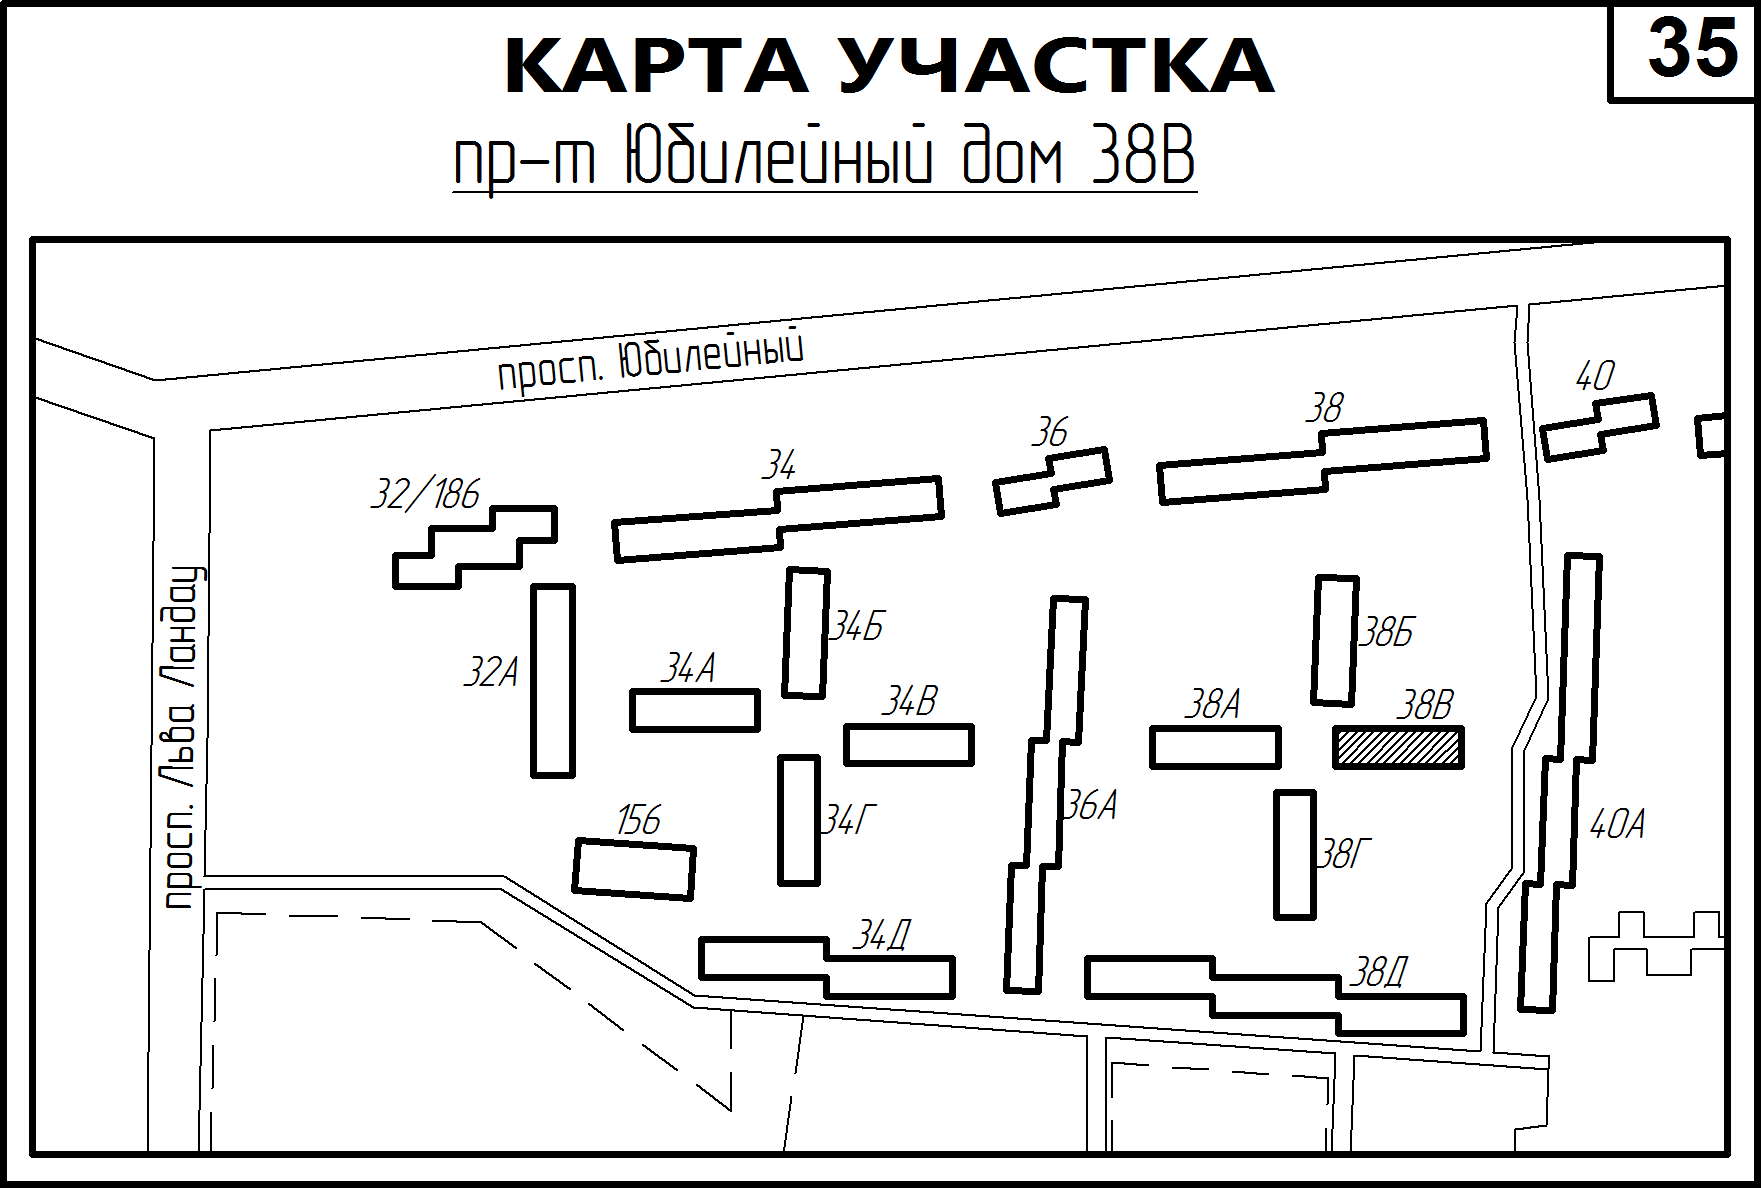 35
КАРТА УЧАСТКА
пр-т Юбилейный дом 38В
просп. Юбилейный
40
38
36
34
32/186
34Б
38Б
32А
34А
34В
38А
38В
просп. Льва Ландау
156
34Г
36А
38Г
40А
34Д
38Д